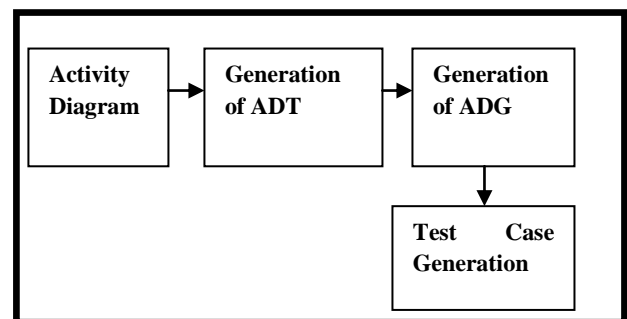 Activity
Diagram
Generation
of ADT
Generation
of ADG
Test Case
Generation